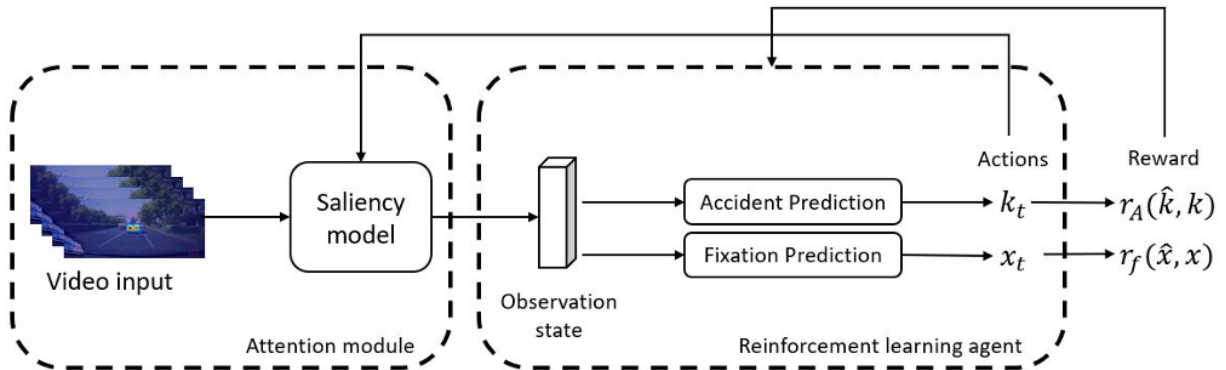 Actions
Reward
Saliency
model
Accident Prediction
k_t
r_A(k̂, k)
Fixation Prediction
x_t
r_f(x̂, x)
Video input
Observation
state
Attention module
Reinforcement learning agent